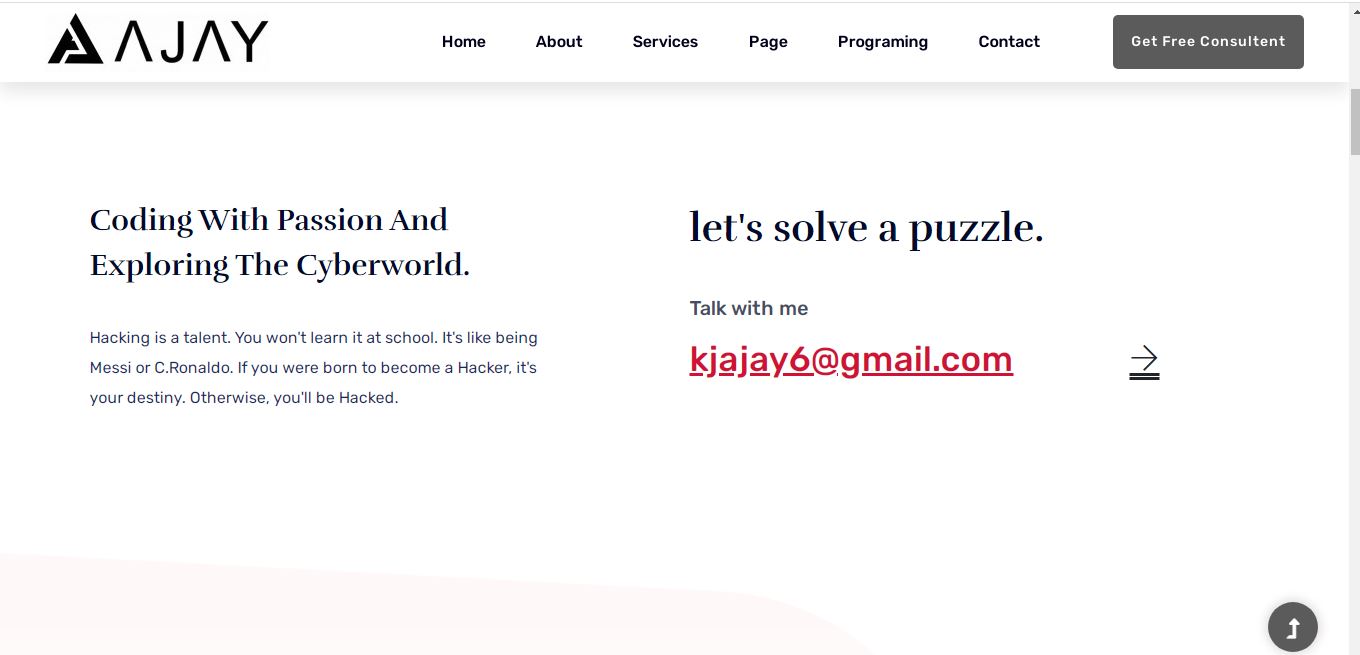 AJAY
Home About Services Page Programing Contact Get Free Consultent
Coding With Passion And
Exploring The Cyberworld.
Hacking is a talent. You won't learn it at school. It's like being
Messi or C.Ronaldo. If you were born to become a Hacker, it's
your destiny. Otherwise, you'll be Hacked.
let's solve a puzzle.
Talk with me
kjajay6@gmail.com